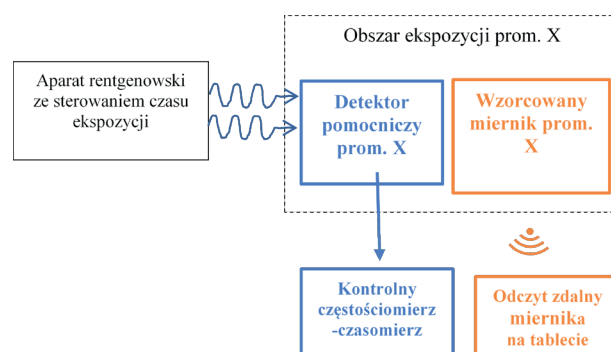 Obszar ekspozycji prom. X
Aparat rentgenowski
ze sterowaniem czasu
ekspozycji
Detektor
pomocniczy
prom. X
Wzorcowany
miernik prom.
X
Kontrolny
częstościomierz
-czasomierz
Odczyt zdalny
miernika
na tablecie